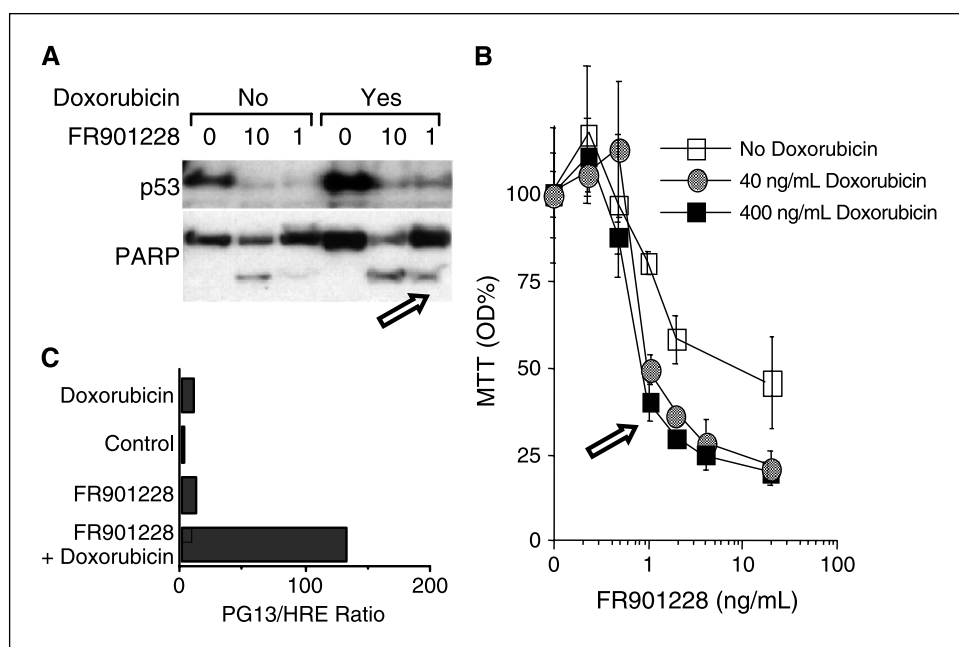 A
Doxorubicin No Yes
FR901228 0 10 1 0 10 1
p53
PARP
B
No Doxorubicin
40 ng/mL Doxorubicin
400 ng/mL Doxorubicin
100
75
50
25
0
MTT (OD%)
0 1 10 100
FR901228 (ng/mL)
C
Doxorubicin
Control
FR901228
FR901228
+ Doxorubicin
0 100 200
PG13/HRE Ratio